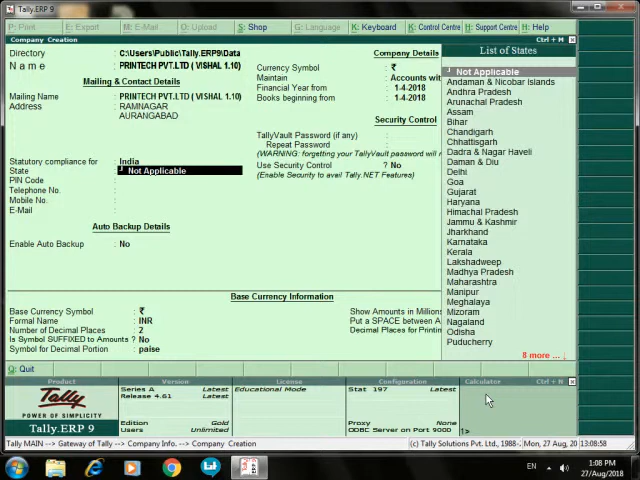 Tally.ERP 9
P: Print
E: Export
M: E-Mail
O: Upload
S: Shop
G: Language
K: Keyboard
K: Control Centre
H: Support Centre
H: Help
Company Creation
Ctrl + M
Directory : C:\Users\Public\Tally.ERP9\Data
Name : PRINTECH PVT.LTD ( VISHAL 1.10)
Mailing & Contact Details
Mailing Name : PRINTECH PVT.LTD ( VISHAL 1.10)
Address : RAMNAGAR
AURANGABAD
Statutory compliance for : India
State : Not Applicable
PIN Code :
Telephone No. :
Mobile No. :
E-Mail :
Auto Backup Details
Enable Auto Backup : No
Company Details
Currency Symbol : ₹
Maintain : Accounts wit
Financial Year from : 1-4-2018
Books beginning from : 1-4-2018
Security Control
TallyVault Password (if any) :
Repeat Password :
(WARNING: forgetting your TallyVault password will r
Use Security Control ? No
(Enable Security to avail Tally.NET Features)
List of States
Not Applicable
Andaman & Nicobar Islands
Andhra Pradesh
Arunachal Pradesh
Assam
Bihar
Chandigarh
Chhattisgarh
Dadra & Nagar Haveli
Daman & Diu
Delhi
Goa
Gujarat
Haryana
Himachal Pradesh
Jammu & Kashmir
Jharkhand
Karnataka
Kerala
Lakshadweep
Madhya Pradesh
Maharashtra
Manipur
Meghalaya
Mizoram
Nagaland
Odisha
Puducherry
8 more ...
Base Currency Information
Base Currency Symbol : ₹
Formal Name : INR
Number of Decimal Places : 2
Is Symbol SUFFIXED to Amounts ? No
Symbol for Decimal Portion : paise
Show Amounts in Millions
Put a SPACE between A
Decimal Places for Printin
Q: Quit
Product
Tally
POWER OF SIMPLICITY
Tally.ERP 9
Version
Series A Latest
Release 4.61 Latest
Edition Gold
Users Unlimited
License
Educational Mode
Configuration
Stat 197 Latest
Proxy None
ODBC Server on Port 9000
Calculator
Ctrl + N
1>
Tally MAIN --> Gateway of Tally --> Company Info. --> Company Creation
(c) Tally Solutions Pvt. Ltd., 1988-
Mon, 27 Aug, 20
13:08:58
EN
1:08 PM
27/Aug/2018